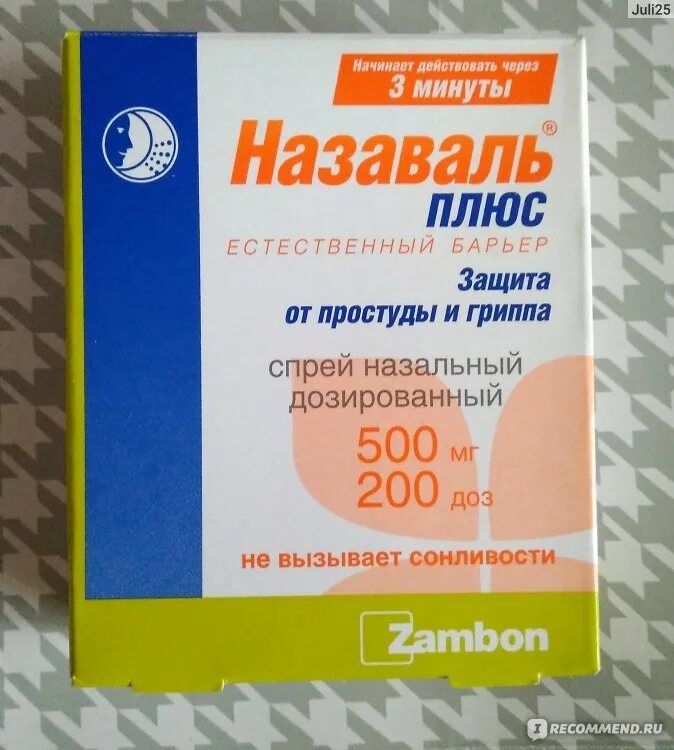 Juli25
Начинает действовать через
3 МИНУТЫ
Назаваль®
ПЛЮС
ЕСТЕСТВЕННЫЙ БАРЬЕР
Защита
от простуды и гриппа
спрей назальный
дозированный
500 мг
200 доз
не вызывает сонливости
Zambon
IRECOMMEND.RU